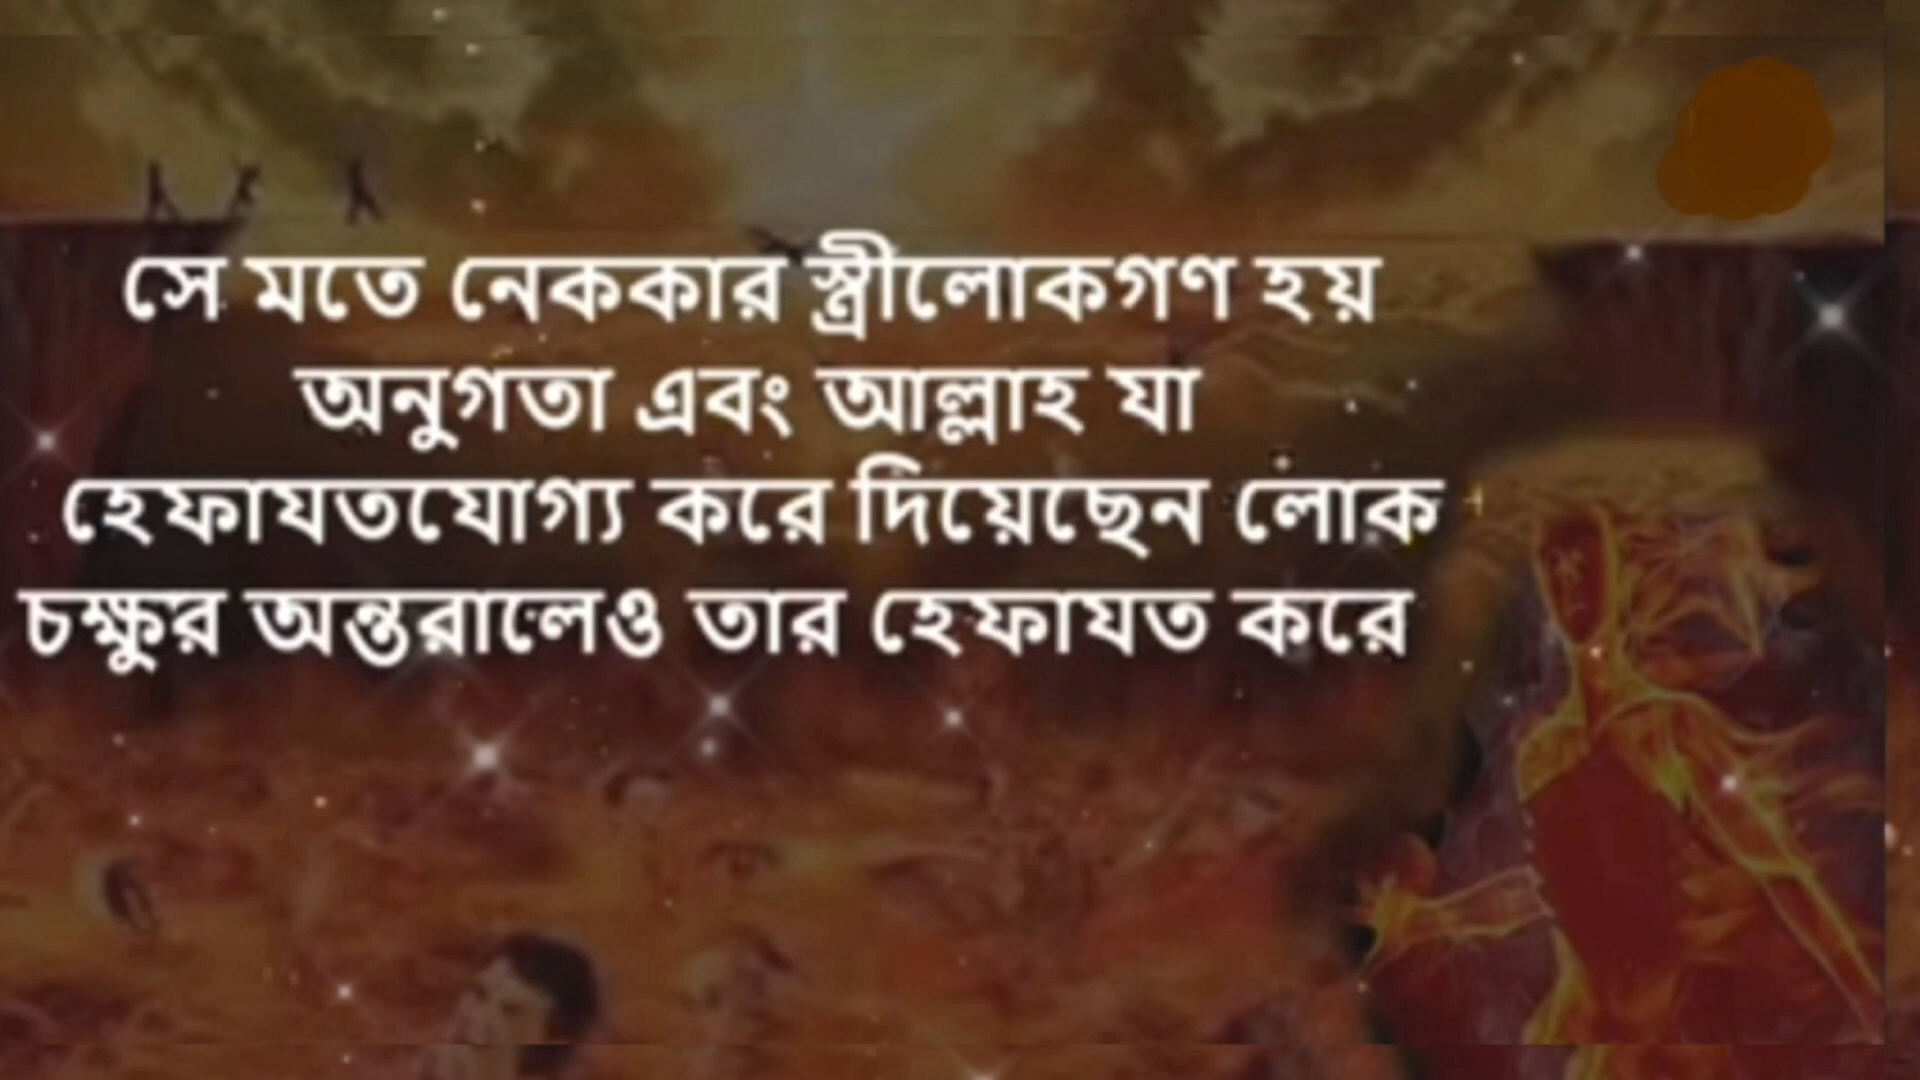 সে মতে নেককার স্ত্রীলোকগণ হয়
অনুগতা এবং আল্লাহ যা
হেফাযতযোগ্য করে দিয়েছেন লোক
চক্ষুর অন্তরালেও তার হেফাযত করে